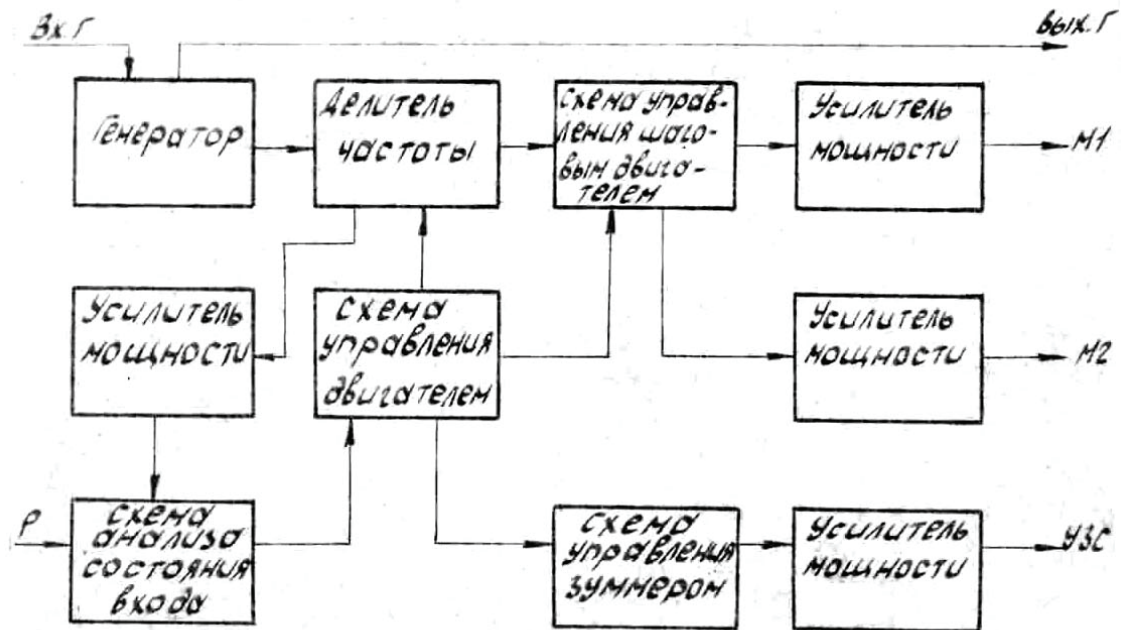 Вх.Г
вых.Г
Генератор
Делитель
частоты
Схема управ-
ления шаго-
вым двига-
телем
Усилитель
мощности
М1
Усилитель
мощности
Схема
управления
двигателем
Усилитель
мощности
М2
Р
Схема
анализа
состояния
входа
Схема
управления
зуммером
Усилитель
мощности
УЗС